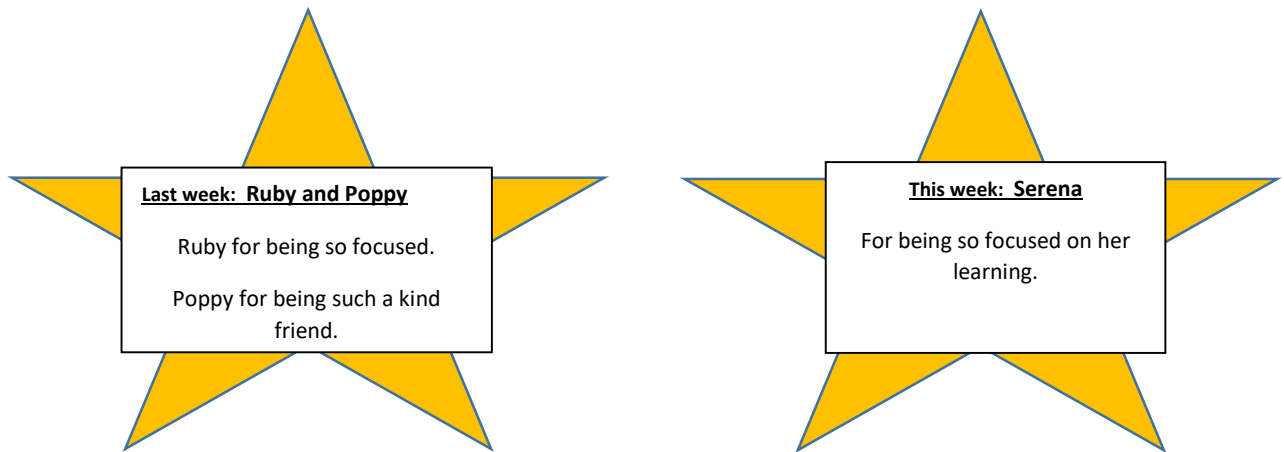 Last week: Ruby and Poppy
Ruby for being so focused.
Poppy for being such a kind
friend.
This week: Serena
For being so focused on her
learning.